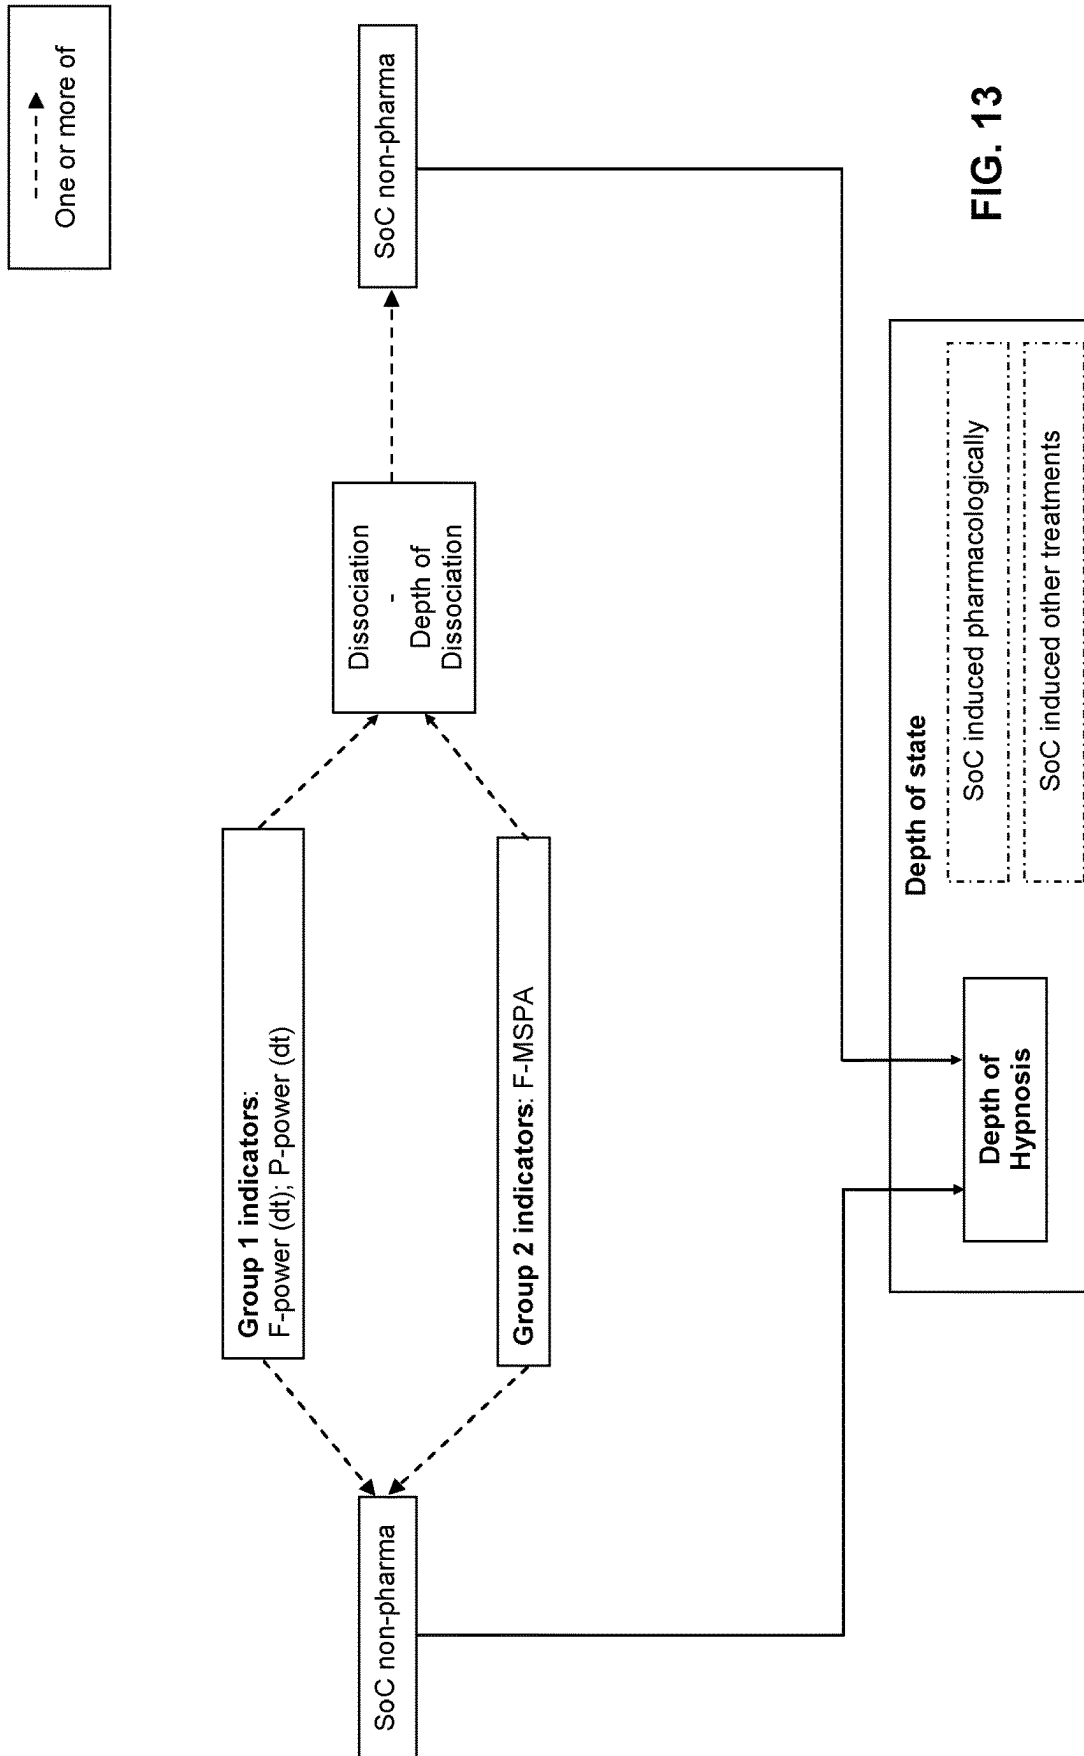 One or more of
Group 1 indicators:
F-power (dt); P-power (dt)
SoC non-pharma
Dissociation
-
Depth of
Dissociation
SoC non-pharma
Group 2 indicators: F-MSPA
Depth of state
Depth of
Hypnosis
SoC induced pharmacologically
SoC induced other treatments
FIG. 13